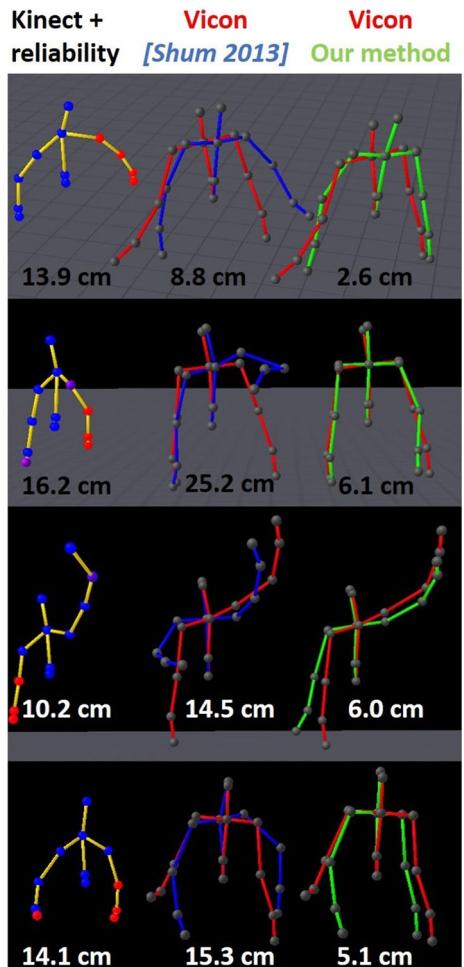 Kinect + Vicon Vicon
reliability [Shum 2013] Our method
13.9 cm 8.8 cm 2.6 cm
16.2 cm 25.2 cm 6.1 cm
10.2 cm 14.5 cm 6.0 cm
14.1 cm 15.3 cm 5.1 cm